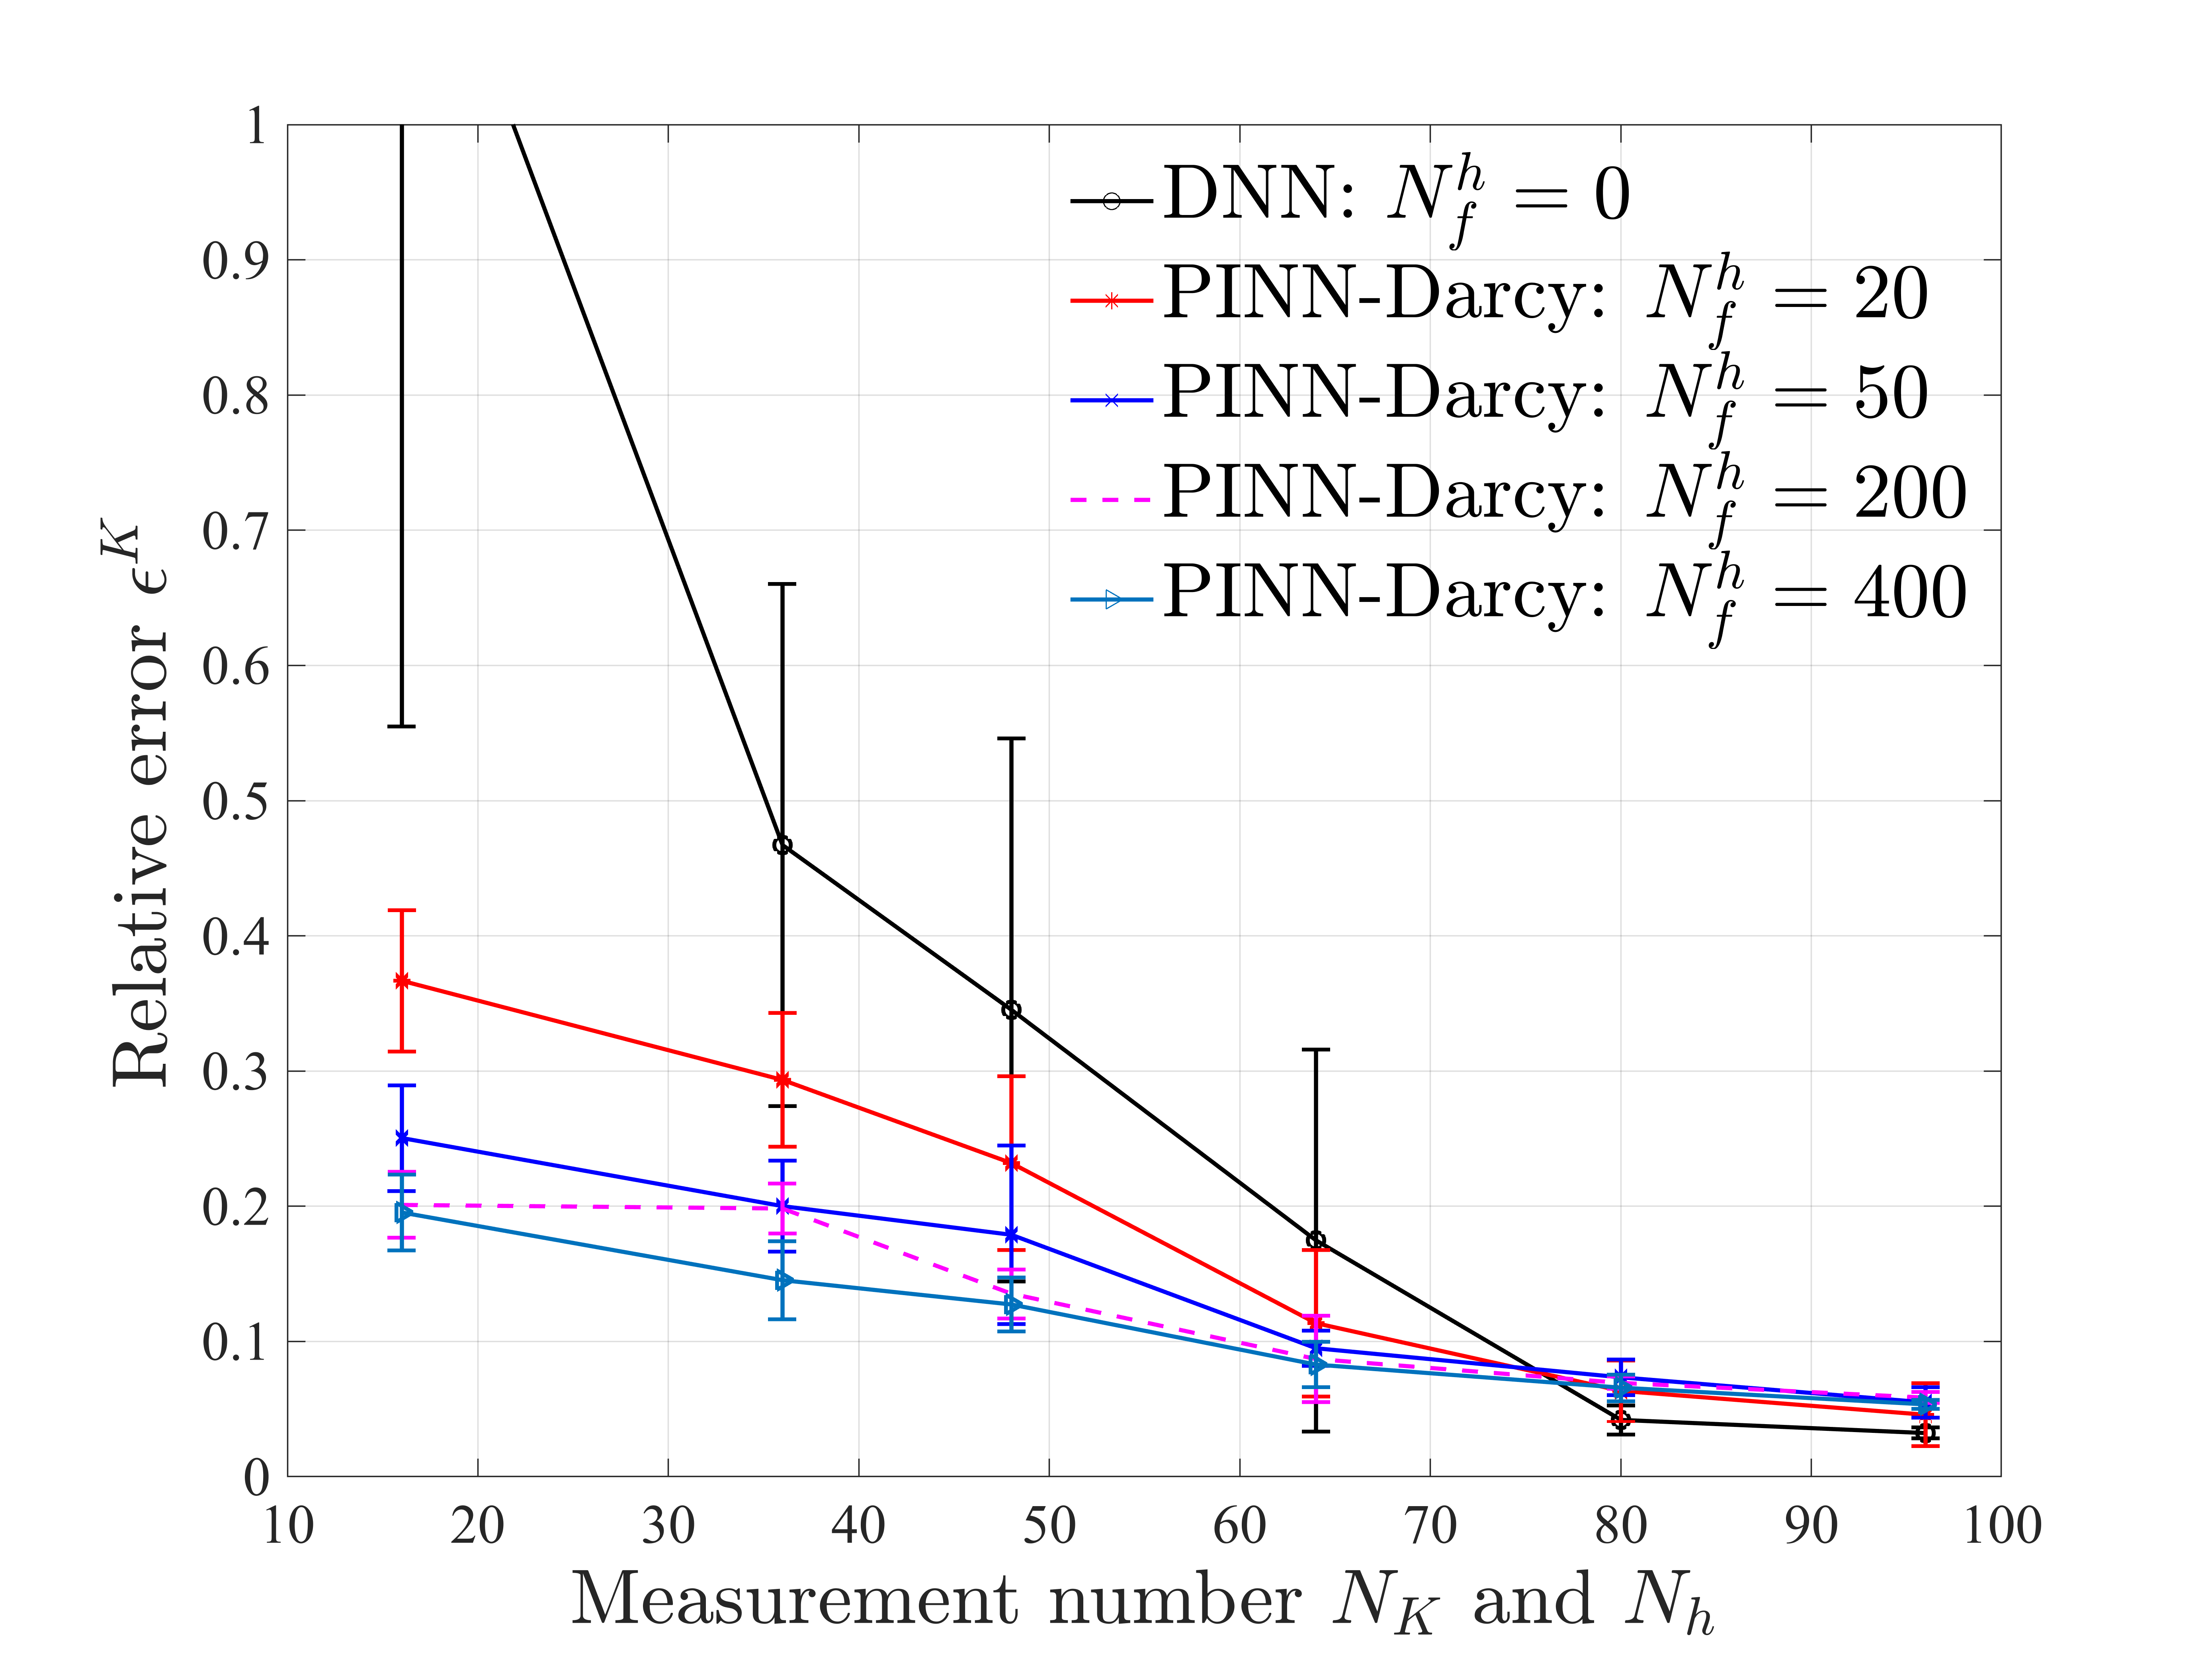 1
0.9
0.8
0.7
0.6
0.5
0.4
0.3
0.2
0.1
0
10 20 30 40 50 60 70 80 90 100
Relative error ϵ^K
Measurement number N_K and N_h
DNN: N_f^h = 0
PINN-Darcy: N_f^h = 20
PINN-Darcy: N_f^h = 50
PINN-Darcy: N_f^h = 200
PINN-Darcy: N_f^h = 400